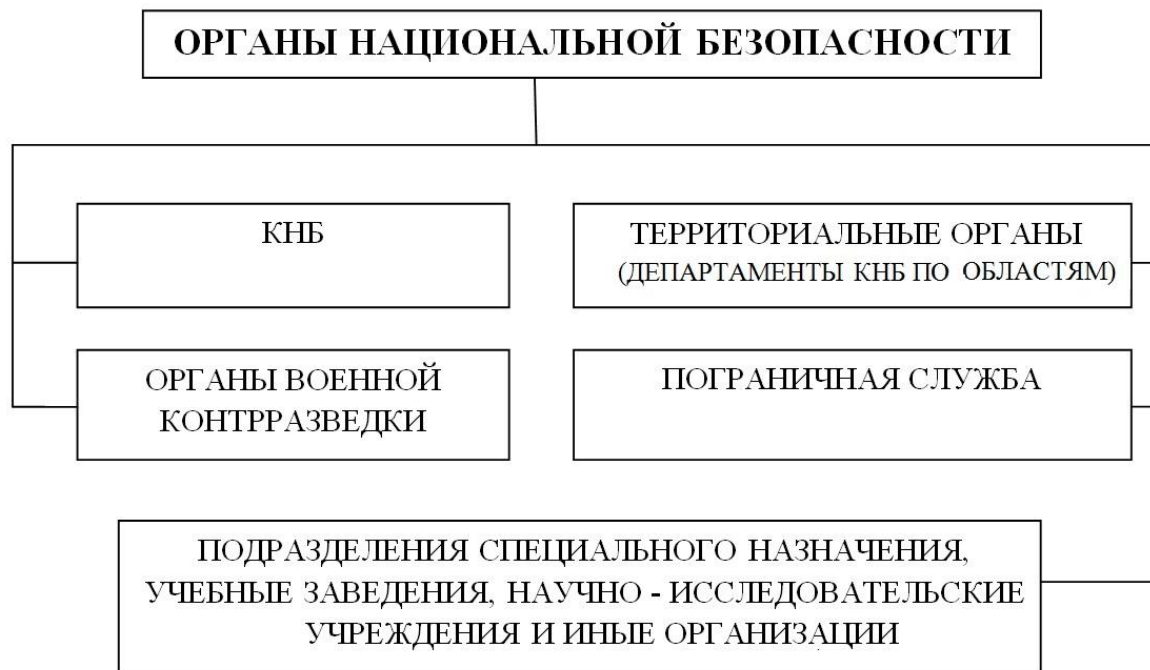 ОРГАНЫ НАЦИОНАЛЬНОЙ БЕЗОПАСНОСТИ
КНБ
ТЕРРИТОРИАЛЬНЫЕ ОРГАНЫ
(ДЕПАРТАМЕНТЫ КНБ ПО ОБЛАСТЯМ)
ОРГАНЫ ВОЕННОЙ
КОНТРРАЗВЕДКИ
ПОГРАНИЧНАЯ СЛУЖБА
ПОДРАЗДЕЛЕНИЯ СПЕЦИАЛЬНОГО НАЗНАЧЕНИЯ,
УЧЕБНЫЕ ЗАВЕДЕНИЯ, НАУЧНО - ИССЛЕДОВАТЕЛЬСКИЕ
УЧРЕЖДЕНИЯ И ИНЫЕ ОРГАНИЗАЦИИ